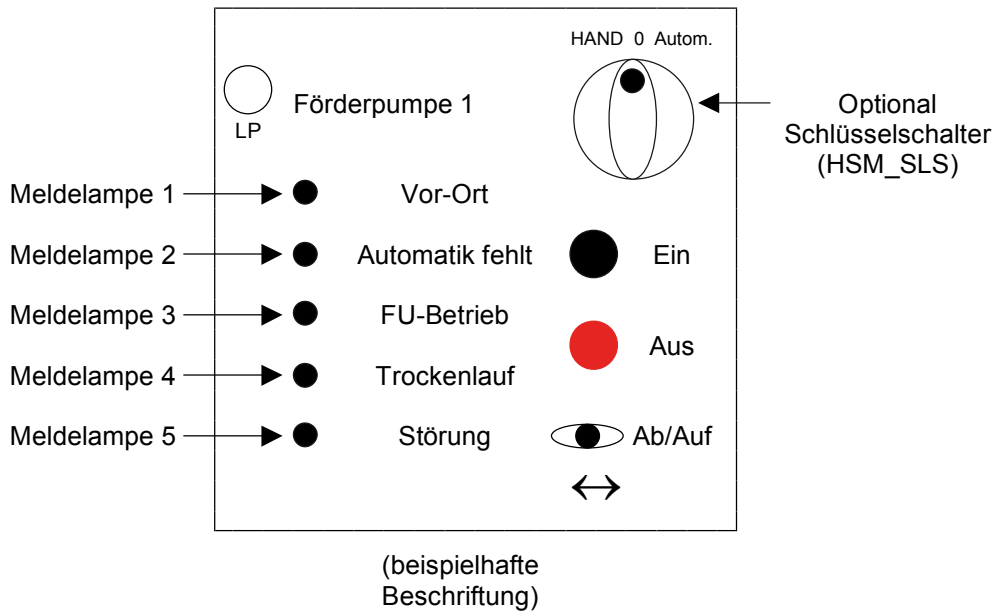 HAND 0 Autom.
LP
Förderpumpe 1
Optional
Schlüsselschalter
(HSM_SLS)
Meldelampe 1
Vor-Ort
Meldelampe 2
Automatik fehlt
Ein
Meldelampe 3
FU-Betrieb
Aus
Meldelampe 4
Trockenlauf
Meldelampe 5
Störung
Ab/Auf
(beispielhafte
Beschriftung)